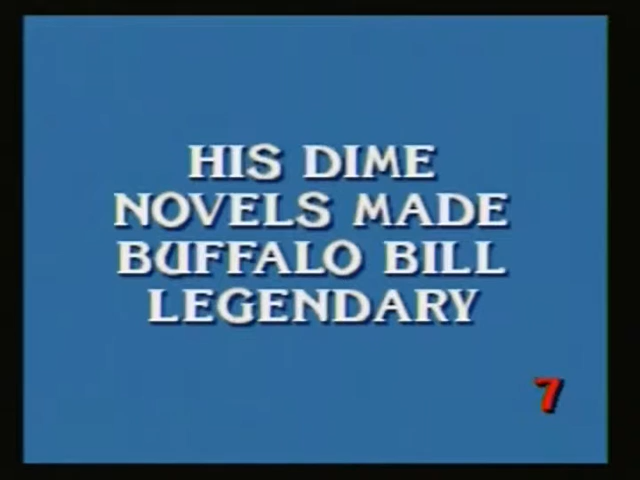 HIS DIME
NOVELS MADE
BUFFALO BILL
LEGENDARY
7